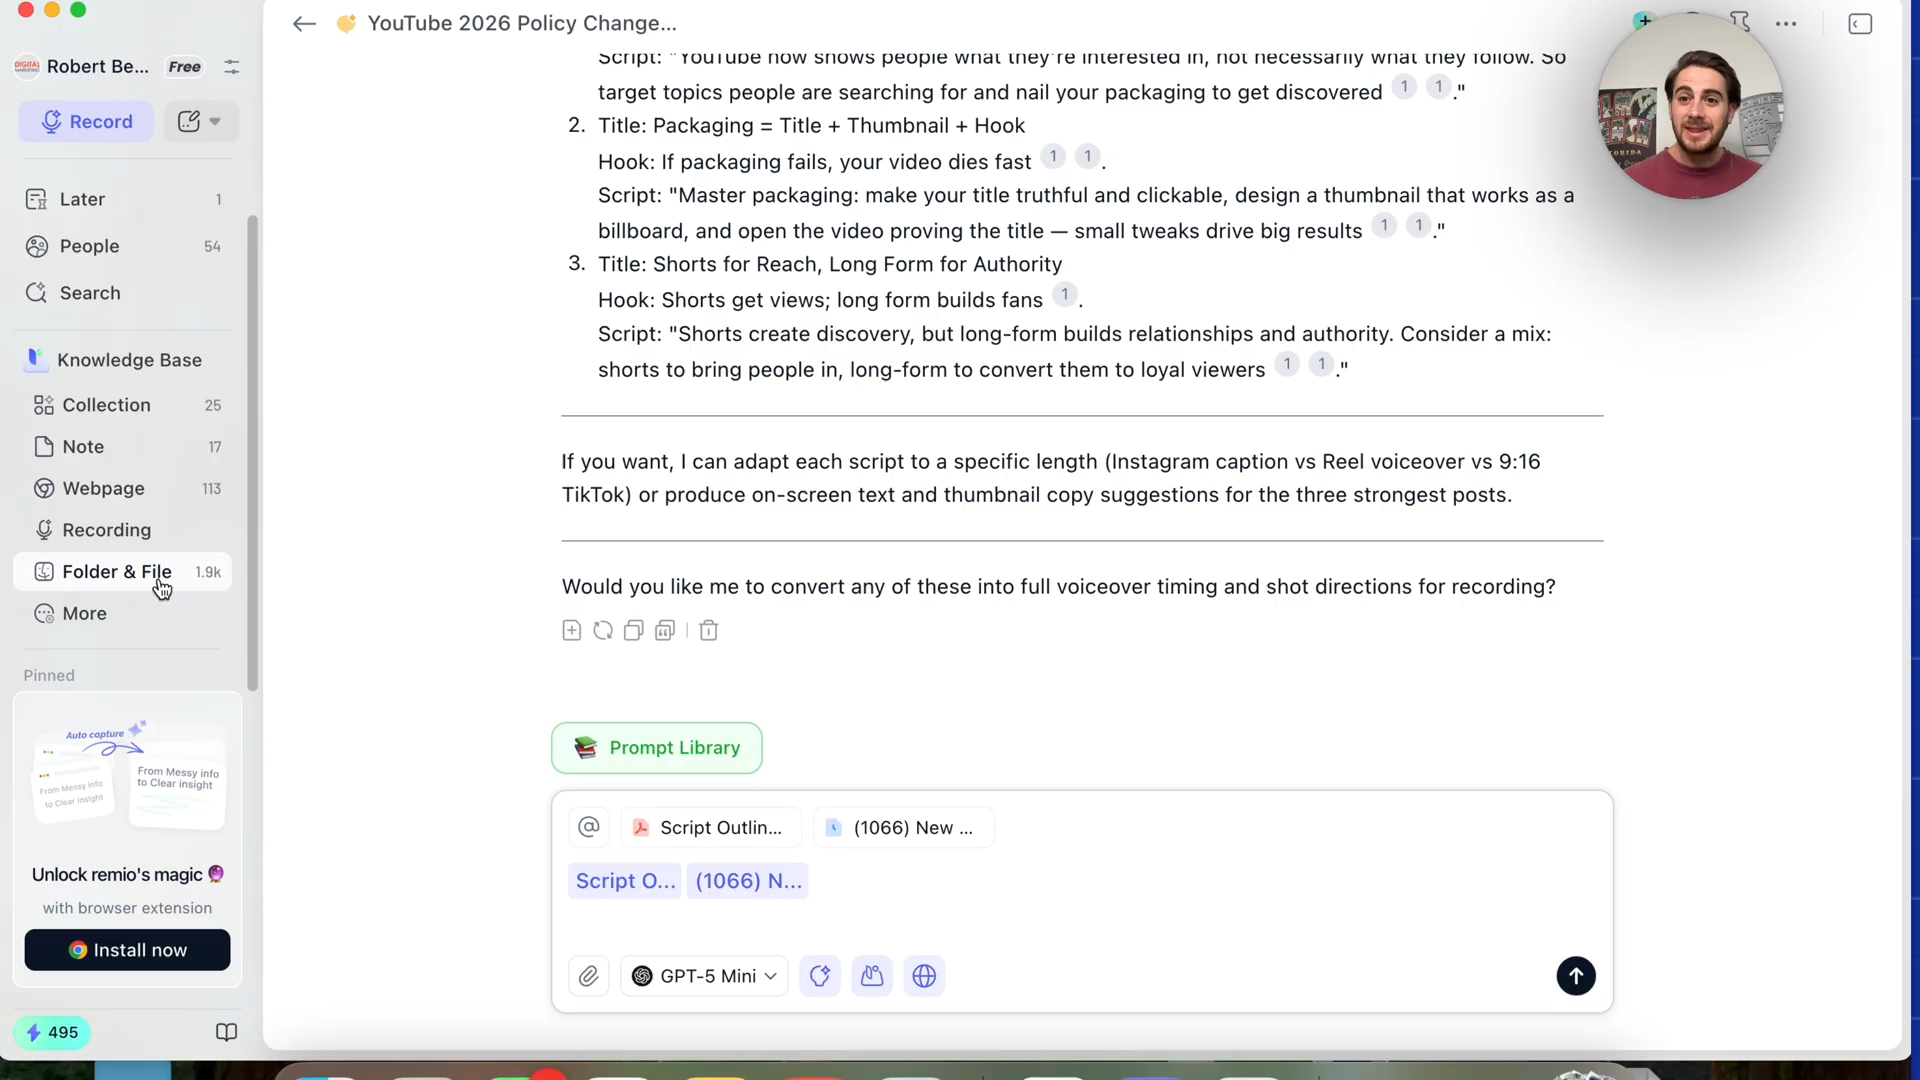 YouTube 2026 Policy Change...
DIGITAL
MARKETING
Robert Be...
Free
Record
Later 1
People 54
Search
Knowledge Base
Collection 25
Note 17
Webpage 113
Recording
Folder & File 1.9k
More
Pinned
Auto capture
From Messy info
to Clear insight
From Messy info
to Clear insight
Unlock remio's magic
with browser extension
Install now
495
Script: "YouTube now shows people what they're interested in, not necessarily what they follow. So
target topics people are searching for and nail your packaging to get discovered 1 1 ."
2. Title: Packaging = Title + Thumbnail + Hook
Hook: If packaging fails, your video dies fast 1 1 .
Script: "Master packaging: make your title truthful and clickable, design a thumbnail that works as a
billboard, and open the video proving the title — small tweaks drive big results 1 1 ."
3. Title: Shorts for Reach, Long Form for Authority
Hook: Shorts get views; long form builds fans 1 .
Script: "Shorts create discovery, but long-form builds relationships and authority. Consider a mix:
shorts to bring people in, long-form to convert them to loyal viewers 1 1 ."
If you want, I can adapt each script to a specific length (Instagram caption vs Reel voiceover vs 9:16
TikTok) or produce on-screen text and thumbnail copy suggestions for the three strongest posts.
Would you like me to convert any of these into full voiceover timing and shot directions for recording?
Prompt Library
@ Script Outlin... (1066) New ...
Script O... (1066) N...
GPT-5 Mini